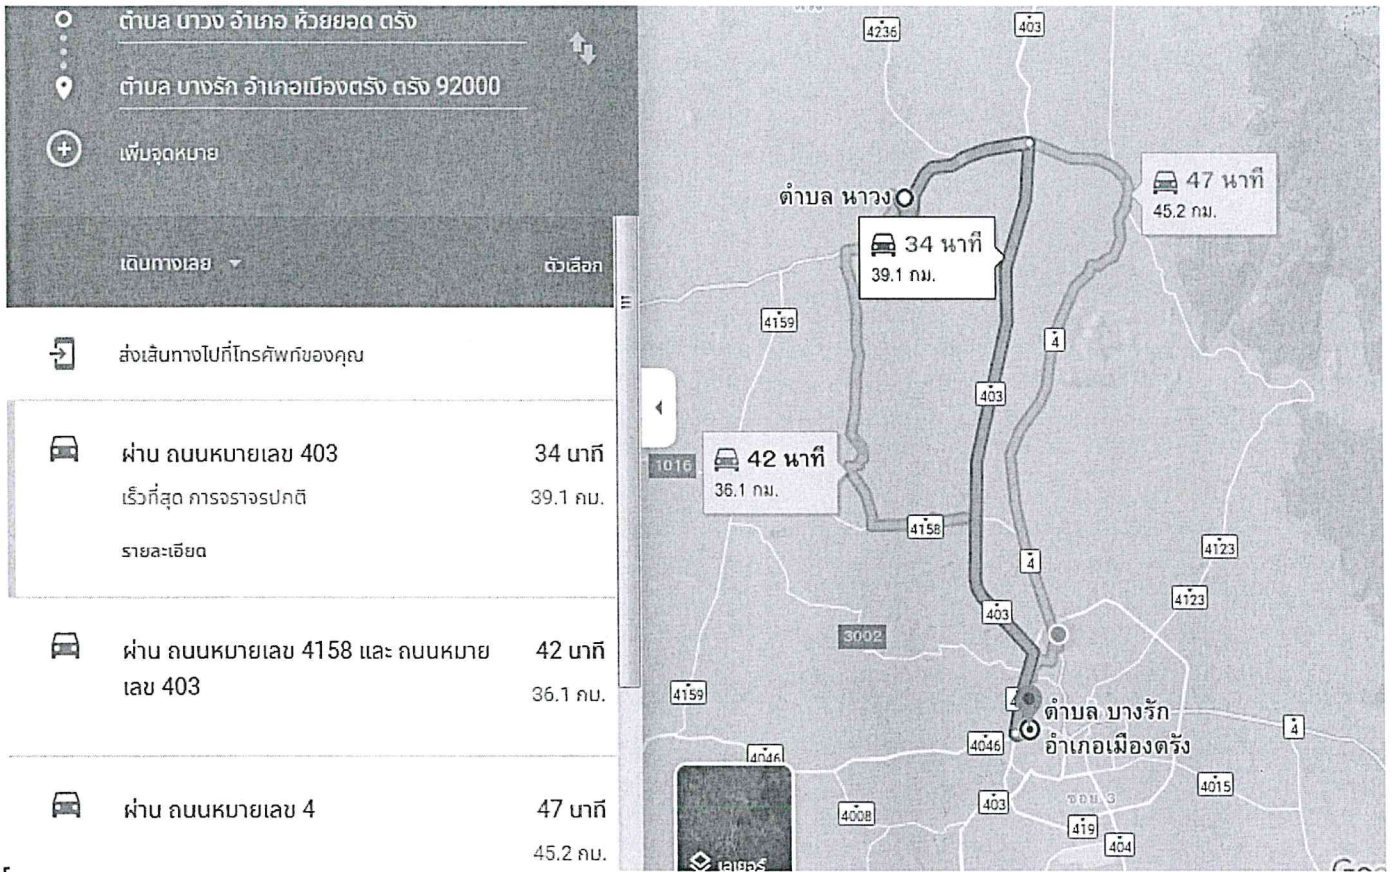 ตำบล นาวง อำเภอ ห้วยยอด ตรัง
ตำบล บางรัก อำเภอเมืองตรัง ตรัง 92000
เพิ่มจุดหมาย
เดินทางเลย
ตัวเลือก
ส่งเส้นทางไปที่โทรศัพท์ของคุณ
ผ่าน ถนนหมายเลข 403
34 นาที
เร็วที่สุด การจราจรปกติ
39.1 กม.
รายละเอียด
ผ่าน ถนนหมายเลข 4158 และ ถนนหมาย
เลข 403
42 นาที
36.1 กม.
ผ่าน ถนนหมายเลข 4
47 นาที
45.2 กม.
4236
403
ตำบล นาวง
47 นาที
45.2 กม.
34 นาที
39.1 กม.
4159
4
403
42 นาที
36.1 กม.
1016
4158
4123
4
4123
403
3002
4159
4
ตำบล บางรัก
อำเภอเมืองตรัง
4
4046
4046
4015
403
ซอย 3
4008
419
404
เลเยอร์
Goo